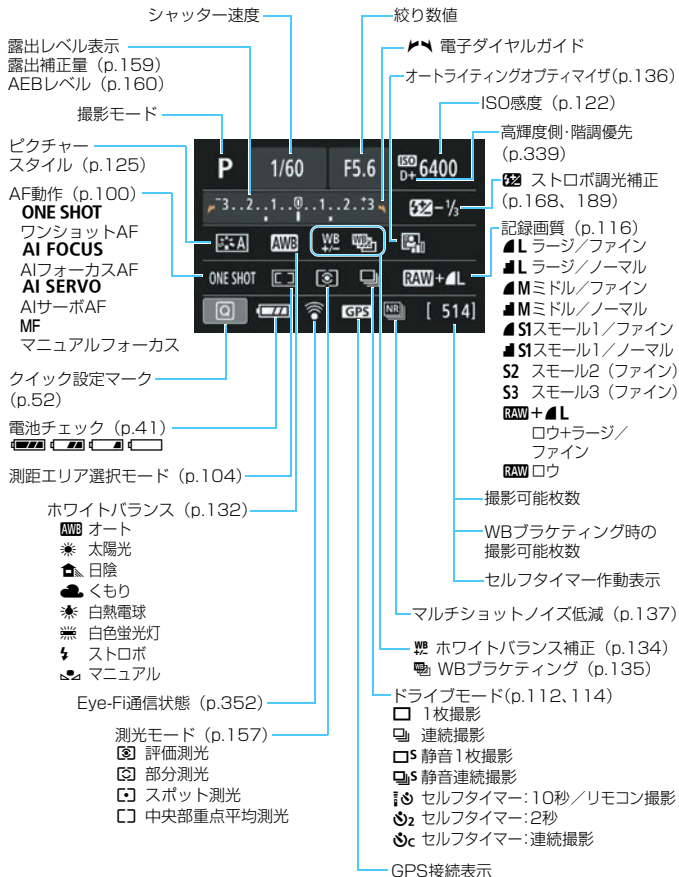 シャッター速度
絞り数値
露出レベル表示
露出補正量（p.159）
AEBレベル（p.160）
電子ダイヤルガイド
オートライティングオプティマイザ(p.136)
撮影モード
ISO感度（p.122）
高輝度側・階調優先
(p.339)
ピクチャー
スタイル（p.125）
ストロボ調光補正
(p.168、189)
AF動作（p.100）
ONE SHOT
ワンショットAF
AI FOCUS
AIフォーカスAF
AI SERVO
AIサーボAF
MF
マニュアルフォーカス
P 1/60 F5.6 ISO D+ 6400
-3..2..1..0..1..2..+3 -1/3
A AWB WB +/-
ONE SHOT RAW+L
Q GPS NR [ 514]
記録画質（p.116）
L ラージ／ファイン
L ラージ／ノーマル
M ミドル／ファイン
M ミドル／ノーマル
S1 スモール1／ファイン
S1 スモール1／ノーマル
S2 スモール2（ファイン）
S3 スモール3（ファイン）
RAW+L
ロウ+ラージ／
ファイン
RAW ロウ
クイック設定マーク
(p.52)
電池チェック（p.41）
測距エリア選択モード（p.104）
撮影可能枚数
WBブラケティング時の
撮影可能枚数
セルフタイマー作動表示
ホワイトバランス（p.132）
AWB オート
太陽光
日陰
くもり
白熱電球
白色蛍光灯
ストロボ
マニュアル
マルチショットノイズ低減（p.137）
WB +/- ホワイトバランス補正（p.134）
WBブラケティング（p.135）
Eye-Fi通信状態（p.352）
ドライブモード(p.112、114)
1枚撮影
連続撮影
S 静音1枚撮影
S 静音連続撮影
セルフタイマー：10秒／リモコン撮影
2 セルフタイマー：2秒
C セルフタイマー：連続撮影
測光モード（p.157）
評価測光
部分測光
スポット測光
中央部重点平均測光
GPS接続表示